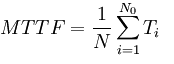 $MTTF = \frac{1}{N} \sum_{i=1}^{N_0} T_i$